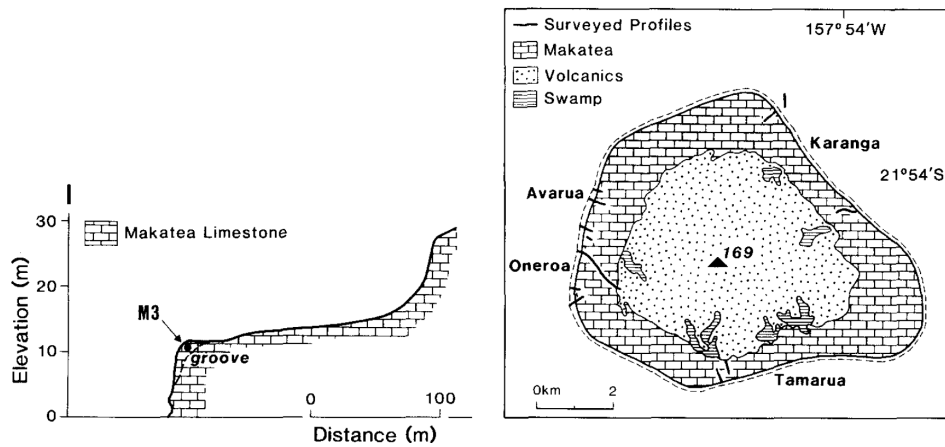 I
30
20
10
0
Elevation (m)
Makatea Limestone
M3
groove
0
100
Distance (m)
Surveyed Profiles
Makatea
Volcanics
Swamp
157° 54′W
I
Karanga
21°54′S
Avarua
Oneroa
169
Tamarua
0km 2